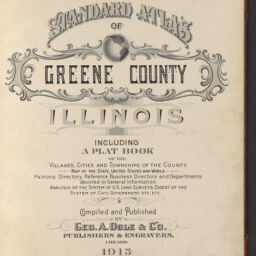 STANDARD ATLAS
OF
GREENE COUNTY
ILLINOIS
INCLUDING
A PLAT BOOK
OF THE
VILLAGES, CITIES AND TOWNSHIPS OF THE COUNTY.
MAP OF THE STATE, UNITED STATES AND WORLD.
Patrons Directory, Reference Business Directory and Departments
devoted to General Information.
ANALYSIS OF THE SYSTEM OF U.S. LAND SURVEYS, DIGEST OF THE
SYSTEM OF CIVIL GOVERNMENT, ETC. ETC.
Compiled and Published
BY
GEO. A. OGLE & CO.
PUBLISHERS & ENGRAVERS.
CHICAGO.
1915